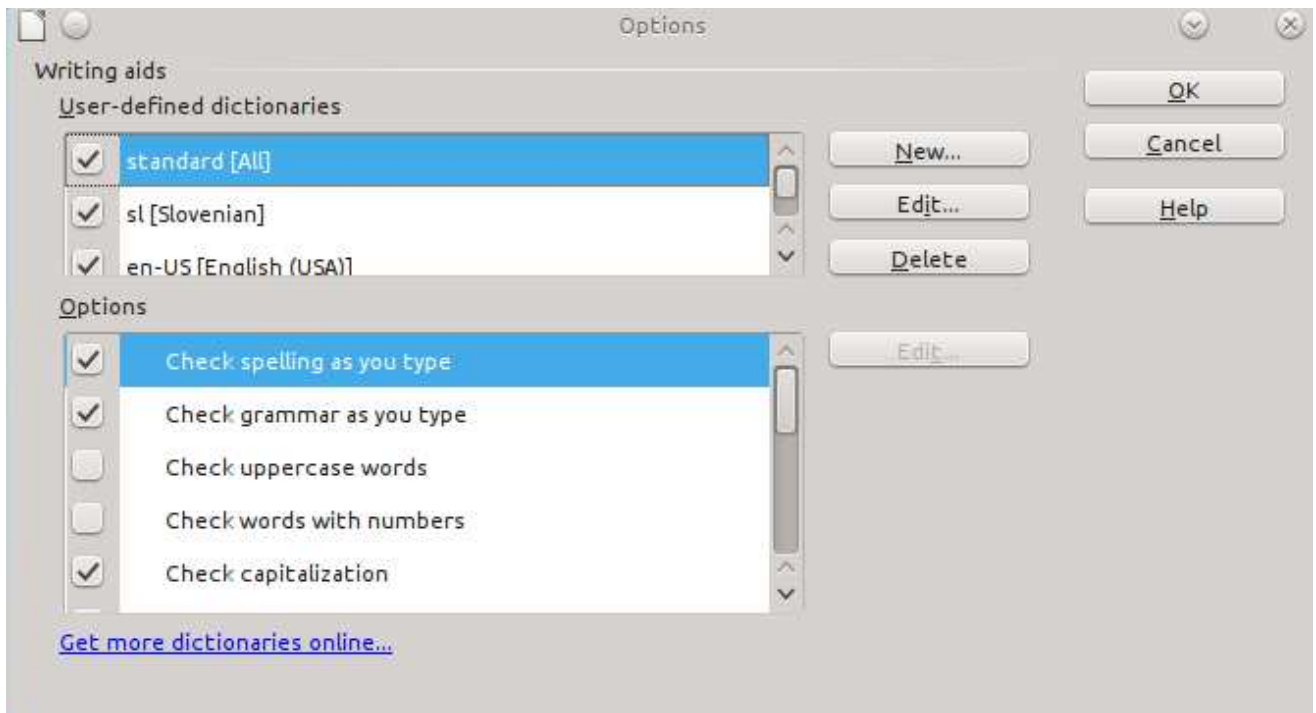 Options
Writing aids
User-defined dictionaries
standard [All]
sl [Slovenian]
en-US [English (USA)]
New...
Edit...
Delete
OK
Cancel
Help
Options
Check spelling as you type
Check grammar as you type
Check uppercase words
Check words with numbers
Check capitalization
Edit...
Get more dictionaries online...